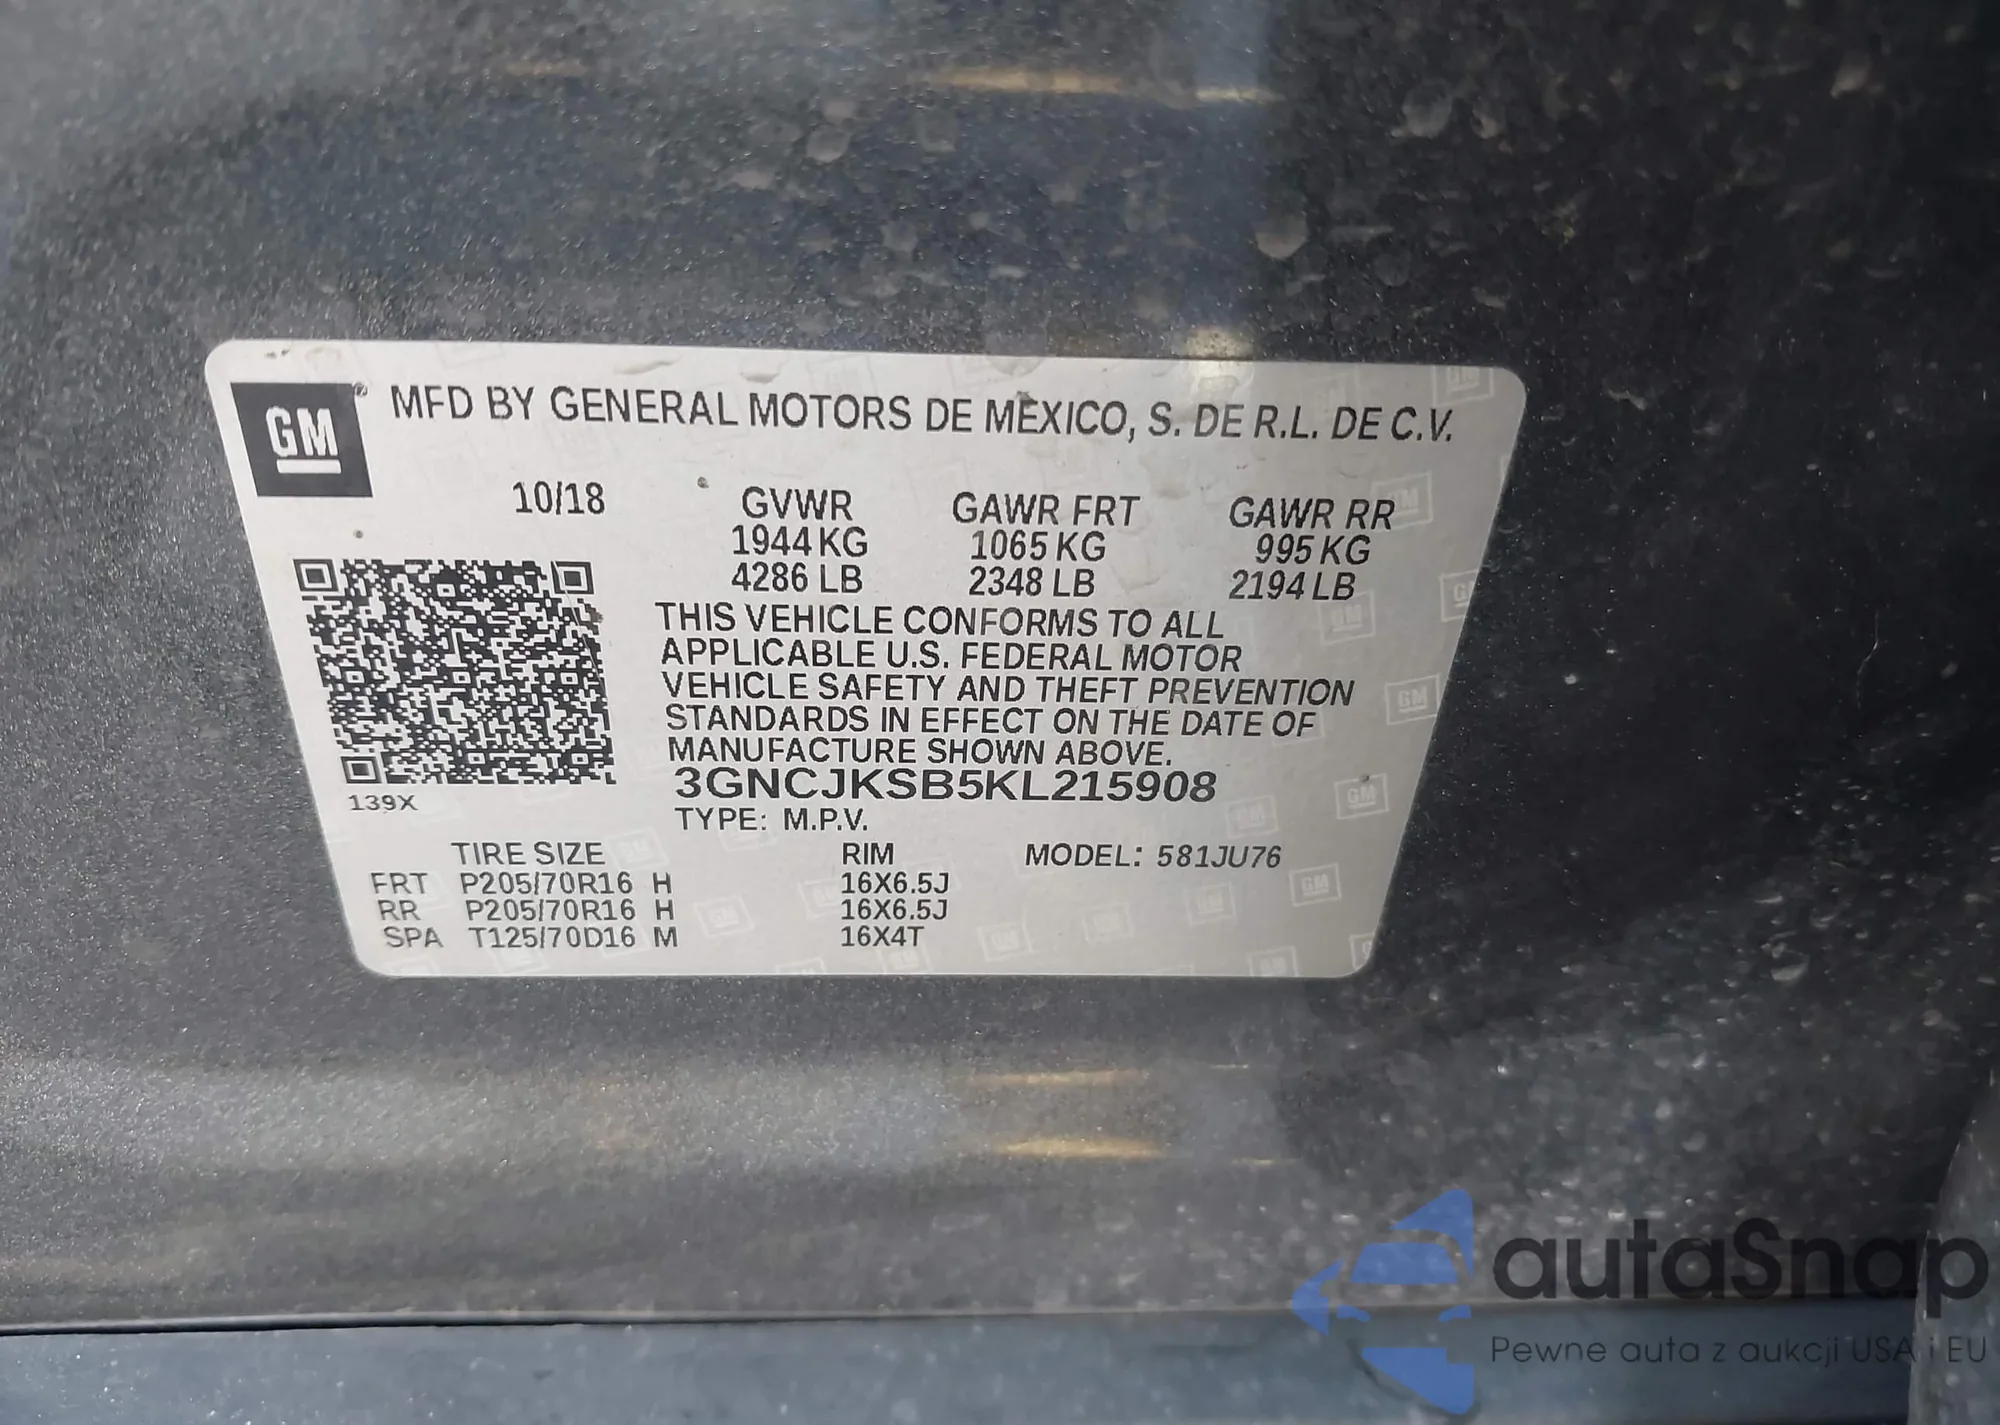 GM ® MFD BY GENERAL MOTORS DE MEXICO, S. DE R.L. DE C.V.
10/18 GVWR GAWR FRT GAWR RR
1944 KG 1065 KG 995 KG
4286 LB 2348 LB 2194 LB
THIS VEHICLE CONFORMS TO ALL
APPLICABLE U.S. FEDERAL MOTOR
VEHICLE SAFETY AND THEFT PREVENTION
STANDARDS IN EFFECT ON THE DATE OF
MANUFACTURE SHOWN ABOVE.
3GNCJKSB5KL215908
139X
TYPE: M.P.V.
TIRE SIZE RIM MODEL: 581JU76
FRT P205/70R16 H 16X6.5J
RR P205/70R16 H 16X6.5J
SPA T125/70D16 M 16X4T
autaSnap
Pewne auta z aukcji USA i EU